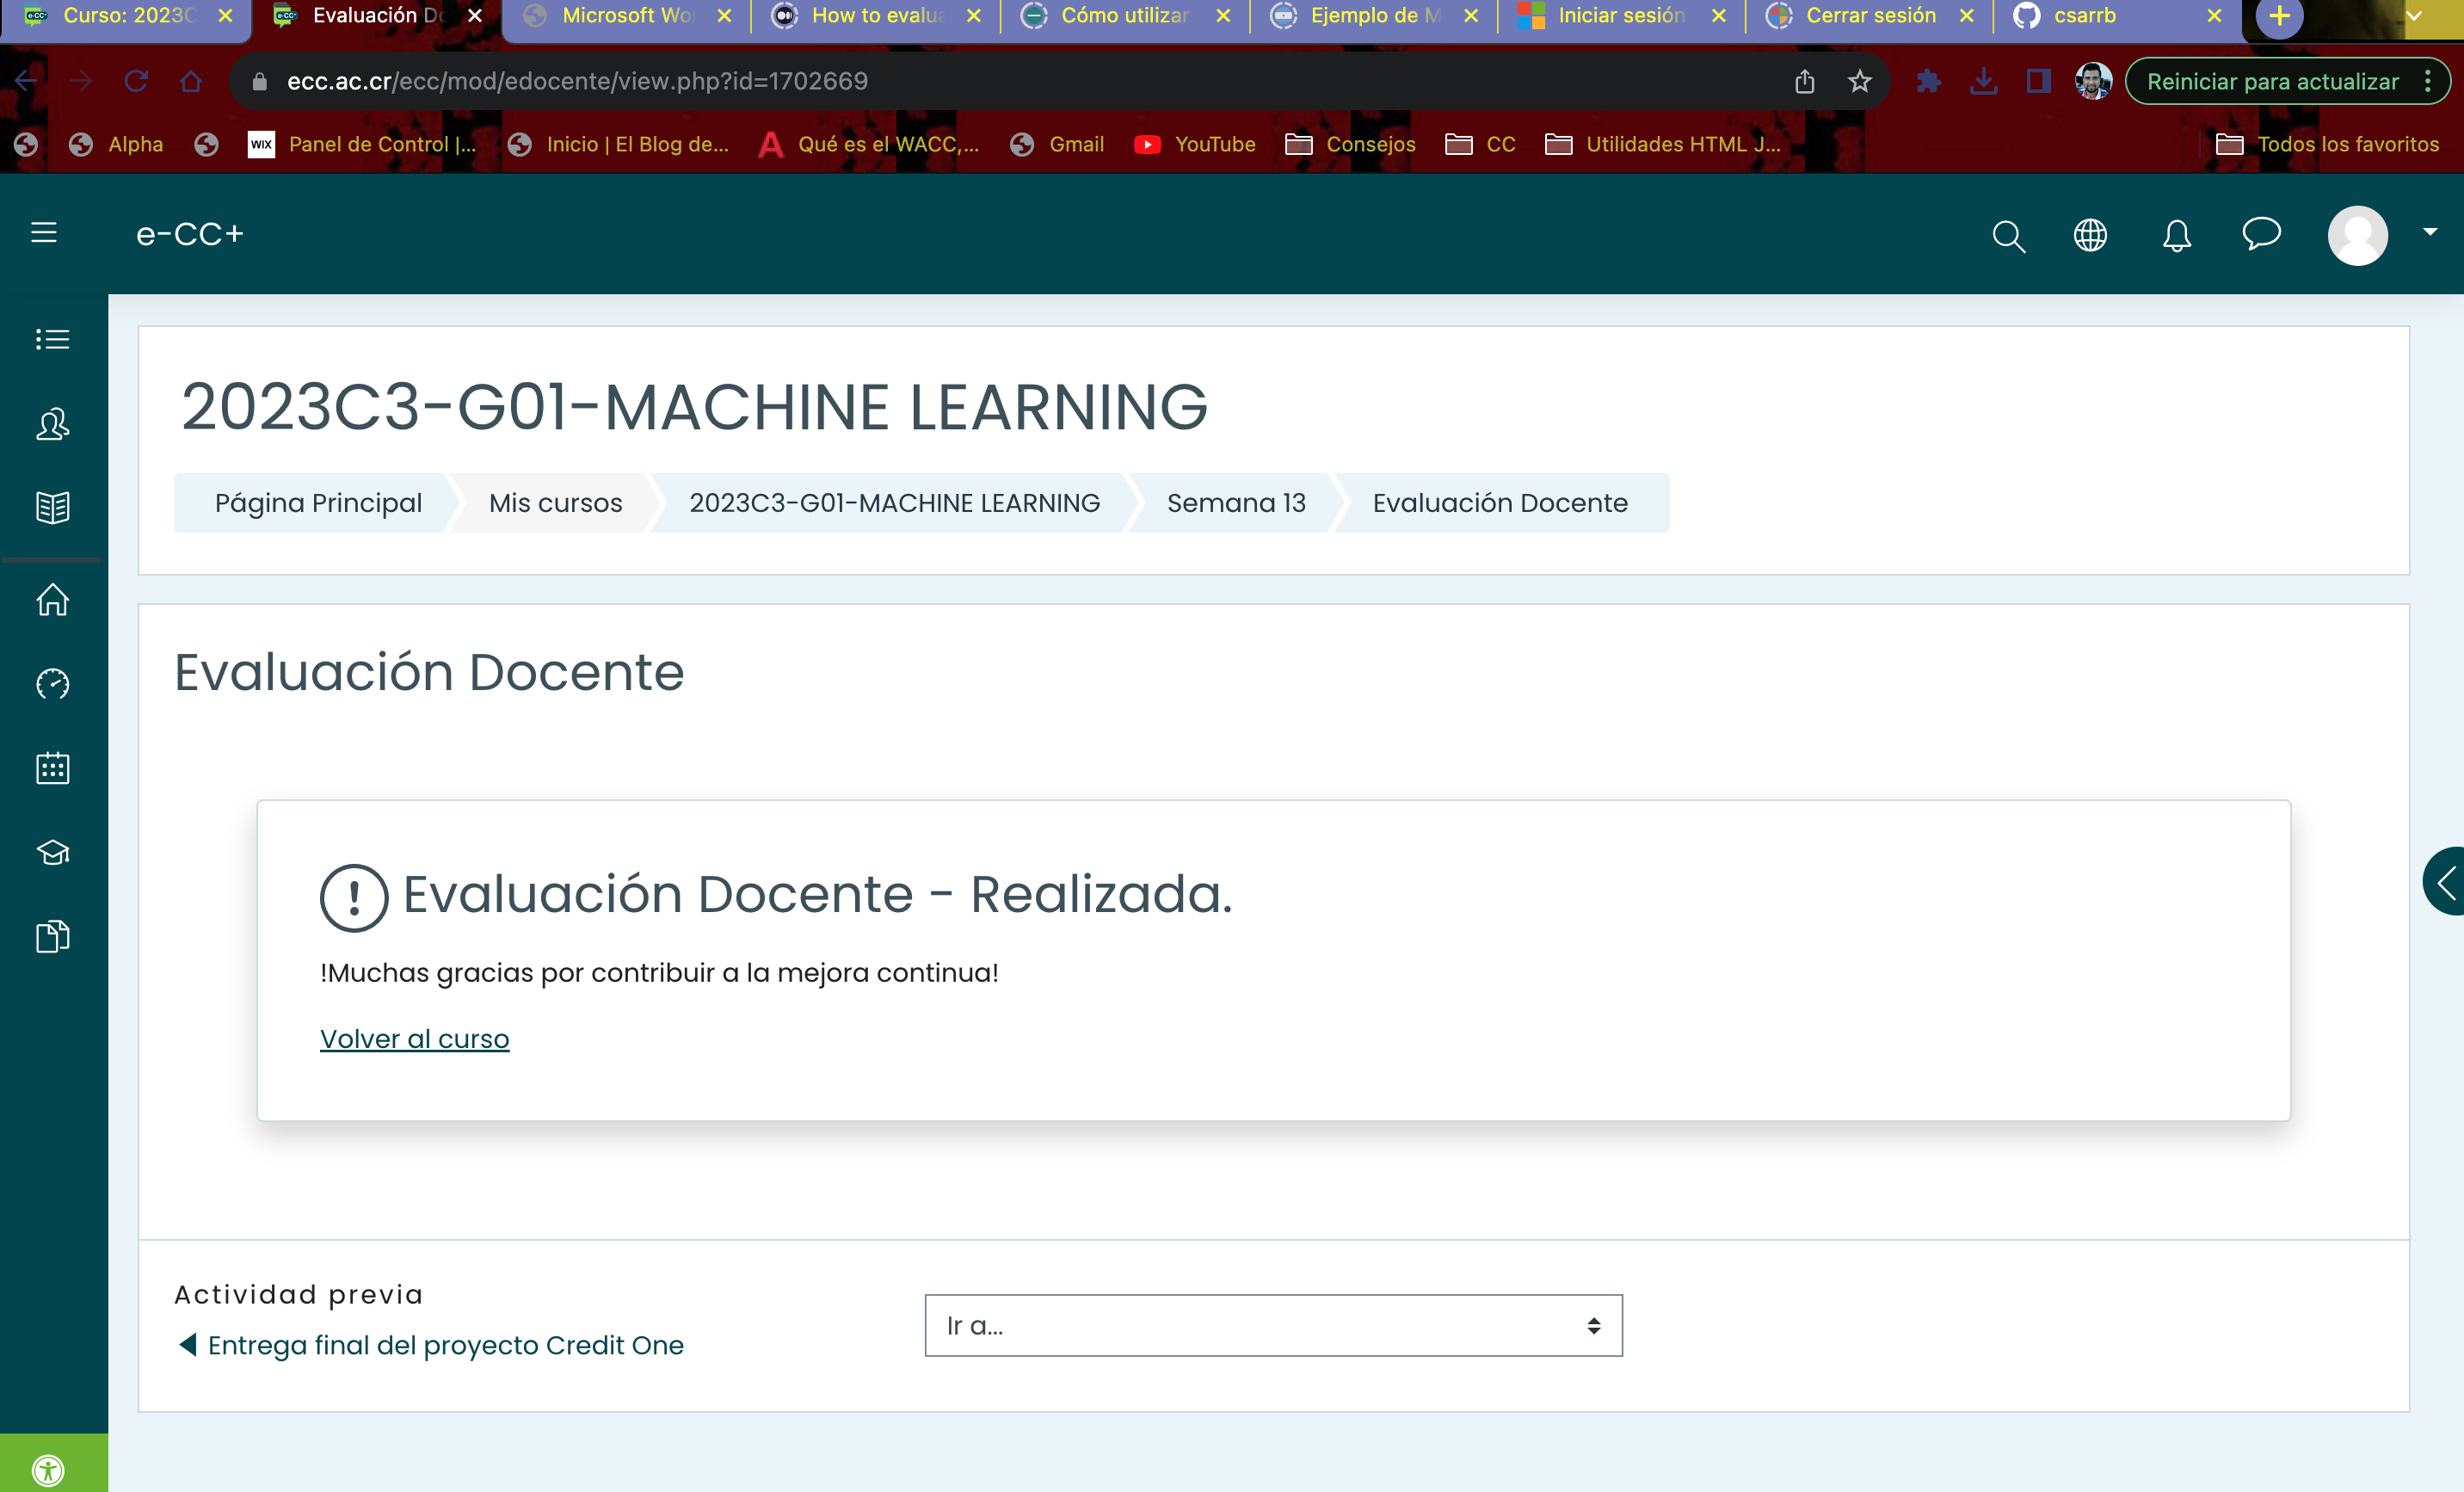 Curso: 2023C
Evaluación Do
Microsoft Wo
How to evalua
Cómo utilizar
Ejemplo de M
Iniciar sesión
Cerrar sesión
csarrb
ecc.ac.cr/ecc/mod/edocente/view.php?id=1702669
Reiniciar para actualizar
Alpha
WIX
Panel de Control |...
Inicio | El Blog de...
Qué es el WACC,...
Gmail
YouTube
Consejos
CC
Utilidades HTML J...
Todos los favoritos
e-CC+
2023C3-G01-MACHINE LEARNING
Página Principal
Mis cursos
2023C3-G01-MACHINE LEARNING
Semana 13
Evaluación Docente
Evaluación Docente
Evaluación Docente - Realizada.
!Muchas gracias por contribuir a la mejora continua!
Volver al curso
Actividad previa
◀ Entrega final del proyecto Credit One
Ir a...